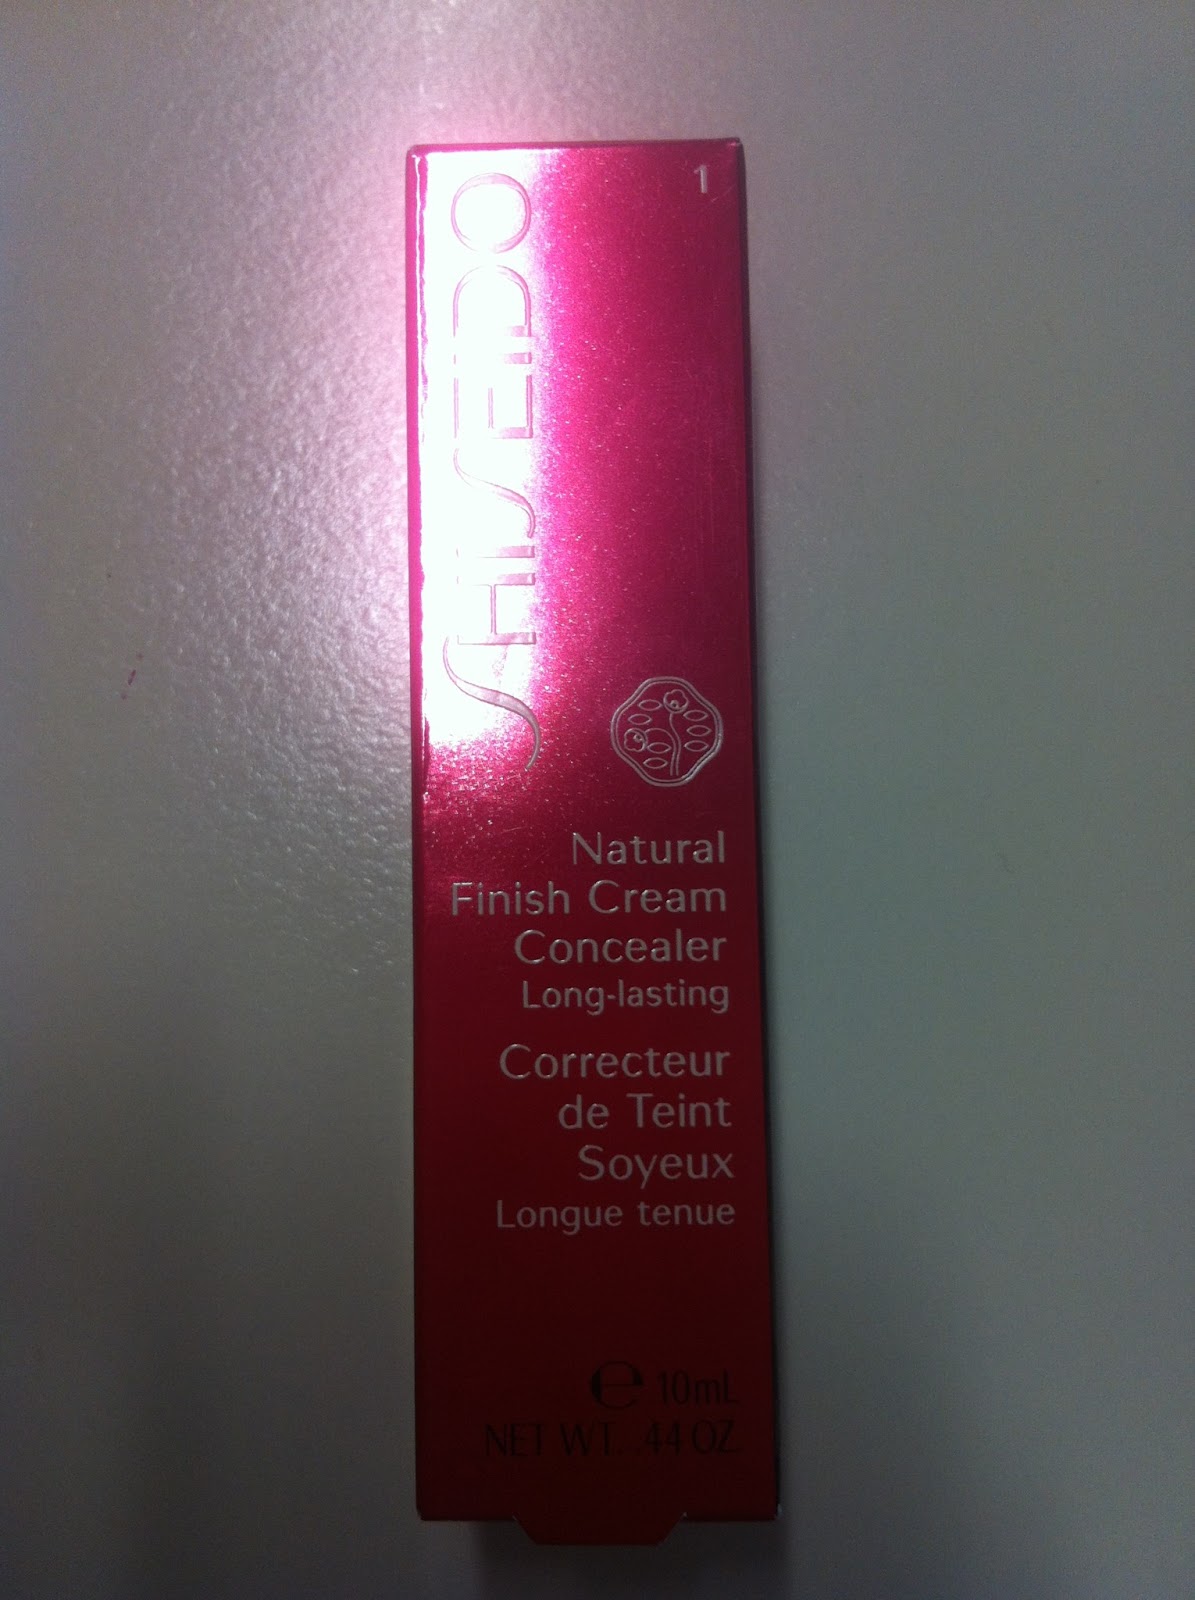 1
SHISEIDO
Natural
Finish Cream
Concealer
Long-lasting
Correcteur
de Teint
Soyeux
Longue tenue
℮ 10mL
NET WT. .44 OZ.